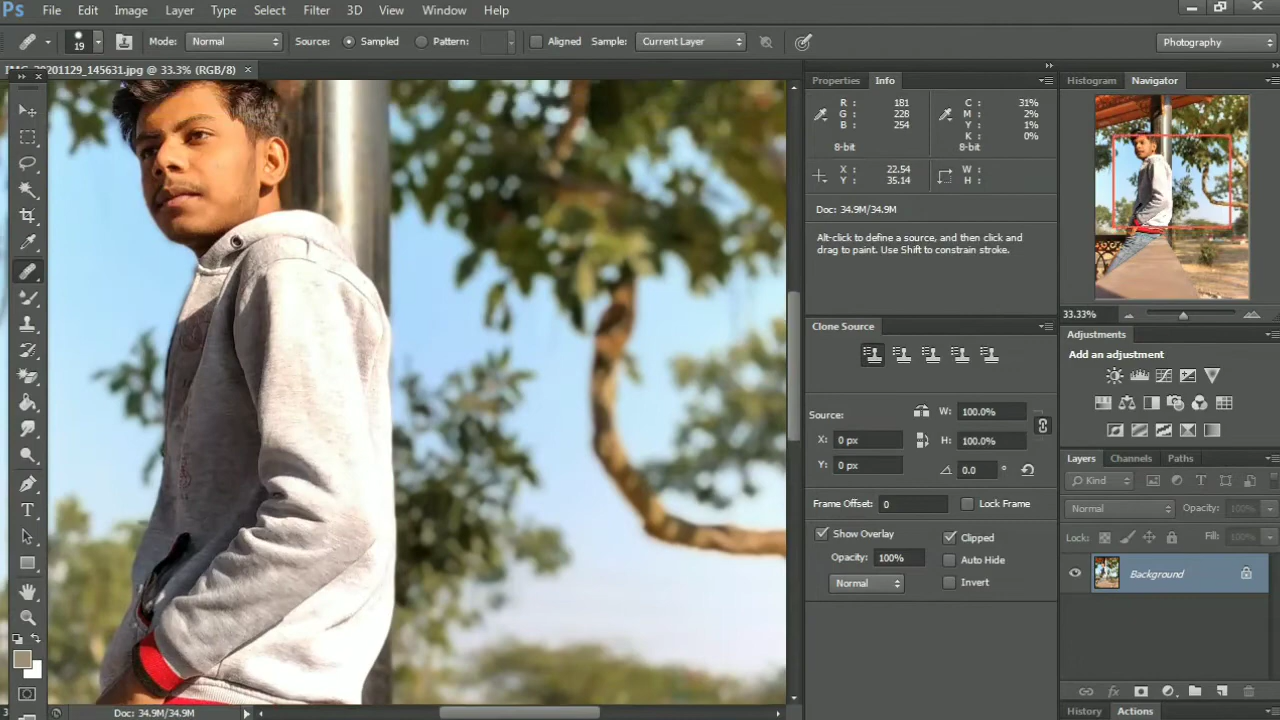 Ps File Edit Image Layer Type Select Filter 3D View Window Help
19 Mode: Normal Source: Sampled Pattern: Aligned Sample: Current Layer Photography
IMG_20201129_145631.jpg @ 33.3% (RGB/8) ×
Properties Info
R: 181 C: 31%
G: 228 M: 2%
B: 254 Y: 1%
K: 0%
8-bit 8-bit
X: 22.54 W:
Y: 35.14 H:
Doc: 34.9M/34.9M
Alt-click to define a source, and then click and
drag to paint. Use Shift to constrain stroke.
Clone Source
Source: W: 100.0%
X: 0 px H: 100.0%
Y: 0 px 0.0 °
Frame Offset: 0 Lock Frame
Show Overlay Clipped
Opacity: 100% Auto Hide
Normal Invert
Histogram Navigator
33.33%
Adjustments
Add an adjustment
Layers Channels Paths
Kind
Normal Opacity: 100%
Lock: Fill: 100%
Background
fx
History Actions
3 Doc: 34.9M/34.9M